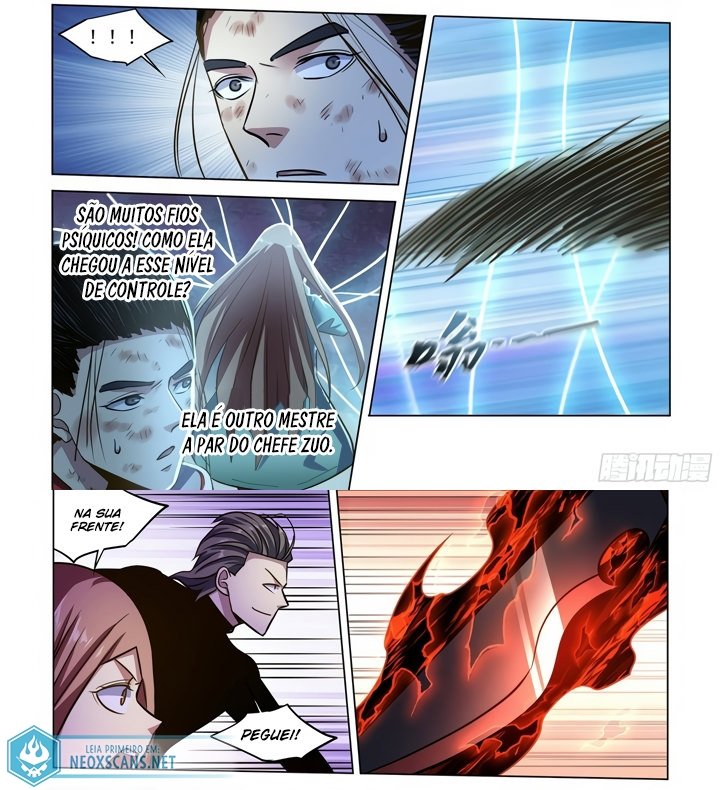 !!!
SÃO MUITOS FIOS
PSÍQUICOS! COMO ELA
CHEGOU A ESSE NÍVEL
DE CONTROLE?
ELA É OUTRO MESTRE
A PAR DO CHEFE ZUO.
腾讯动漫
NA SUA
FRENTE!
PEGUEI!
LEIA PRIMEIRO EM:
NEOXSCANS.NET